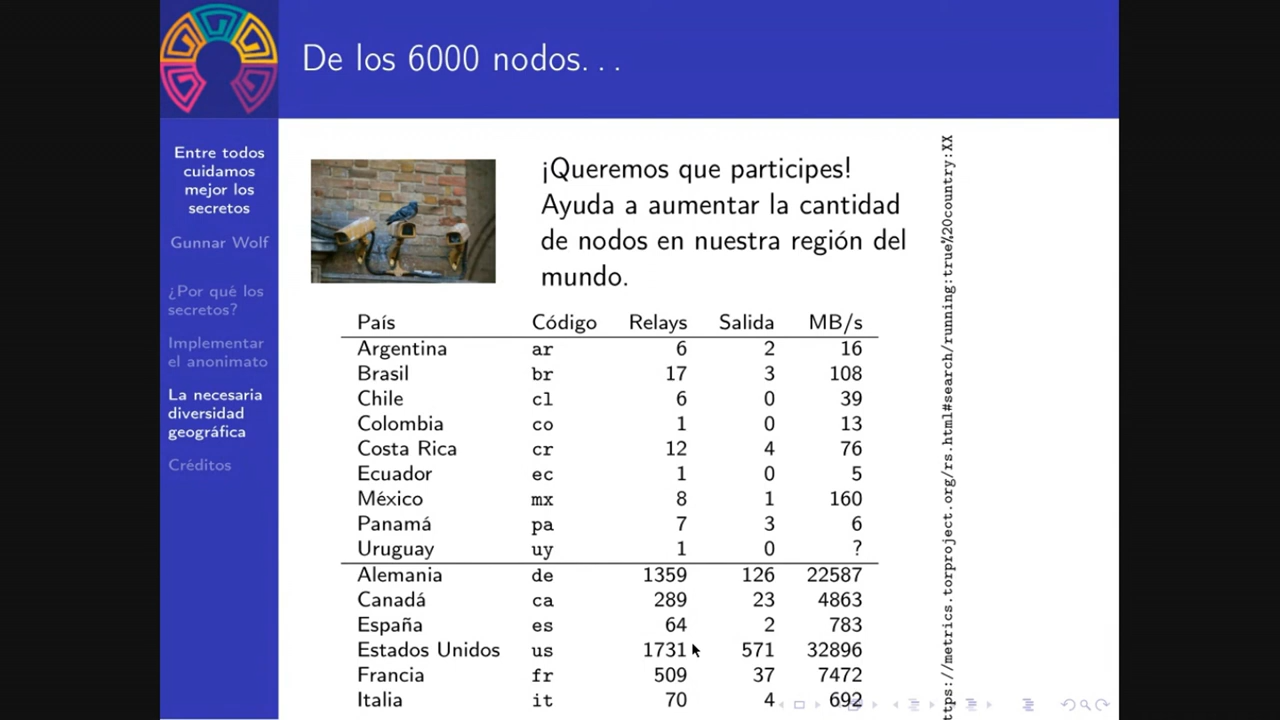 De los 6000 nodos...
Entre todos
cuidamos
mejor los
secretos
Gunnar Wolf
¿Por qué los
secretos?
Implementar
el anonimato
La necesaria
diversidad
geográfica
Créditos
¡Queremos que participes!
Ayuda a aumentar la cantidad
de nodos en nuestra región del
mundo.
País Código Relays Salida MB/s
Argentina ar 6 2 16
Brasil br 17 3 108
Chile cl 6 0 39
Colombia co 1 0 13
Costa Rica cr 12 4 76
Ecuador ec 1 0 5
México mx 8 1 160
Panamá pa 7 3 6
Uruguay uy 1 0 ?
Alemania de 1359 126 22587
Canadá ca 289 23 4863
España es 64 2 783
Estados Unidos us 1731 571 32896
Francia fr 509 37 7472
Italia it 70 4 692
ttps://metrics.torproject.org/rs.html#search/running:true%20country:XX